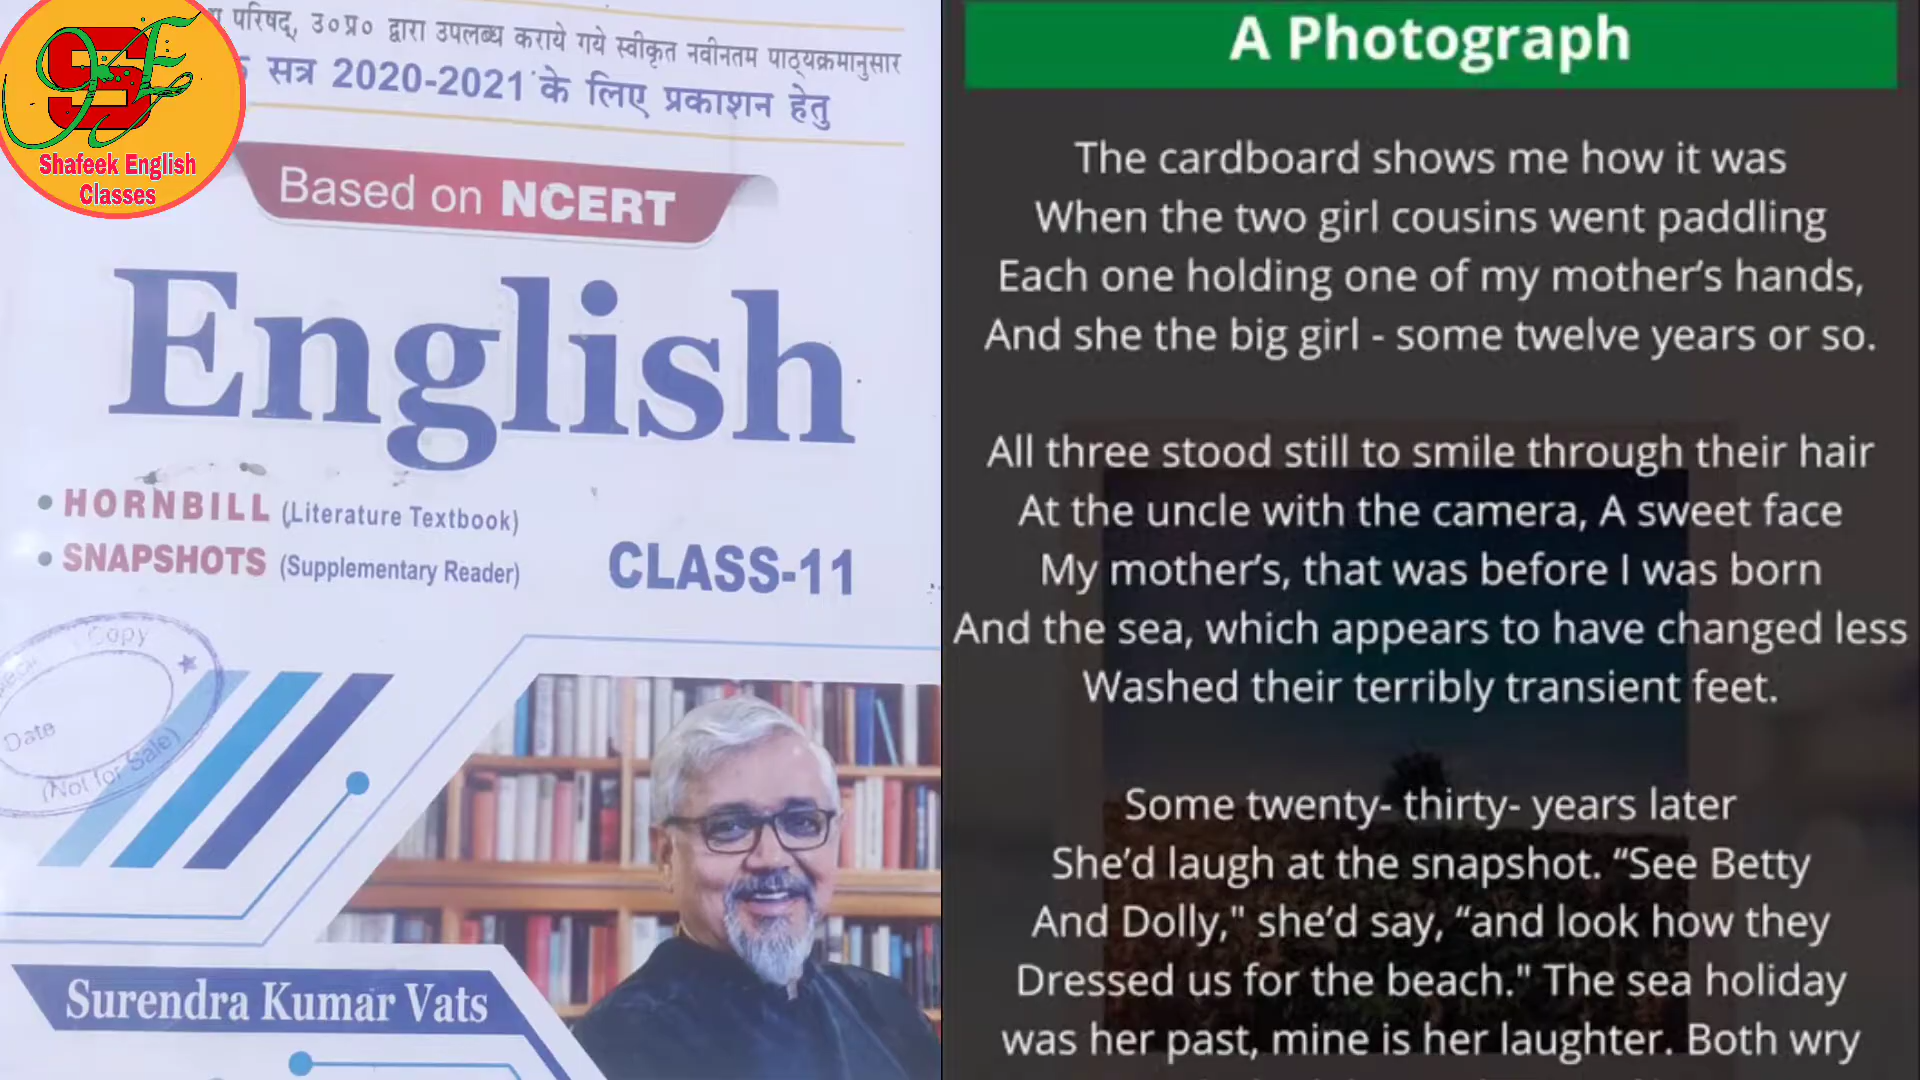 परिषद्, उ०प्र० द्वारा उपलब्ध कराये गये स्वीकृत नवीनतम पाठ्यक्रमानुसार
सत्र 2020-2021 के लिए प्रकाशन हेतु
SE
Shafeek English
Classes
Based on NCERT
English
• HORNBILL (Literature Textbook)
• SNAPSHOTS (Supplementary Reader)
CLASS-11
Copy
Date
(Not for Sale)
Surendra Kumar Vats
A Photograph
The cardboard shows me how it was
When the two girl cousins went paddling
Each one holding one of my mother’s hands,
And she the big girl - some twelve years or so.
All three stood still to smile through their hair
At the uncle with the camera, A sweet face
My mother’s, that was before I was born
And the sea, which appears to have changed less
Washed their terribly transient feet.
Some twenty- thirty- years later
She’d laugh at the snapshot. “See Betty
And Dolly," she’d say, “and look how they
Dressed us for the beach." The sea holiday
was her past, mine is her laughter. Both wry